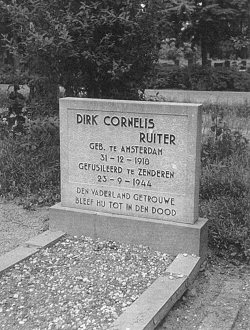 DIRK CORNELIS
RUITER
GEB. TE AMSTERDAM
31-12-1918
GEFUSILEERD TE ZENDEREN
23-9-1944
DEN VADERLAND GETROUWE
BLEEF HIJ TOT IN DEN DOOD